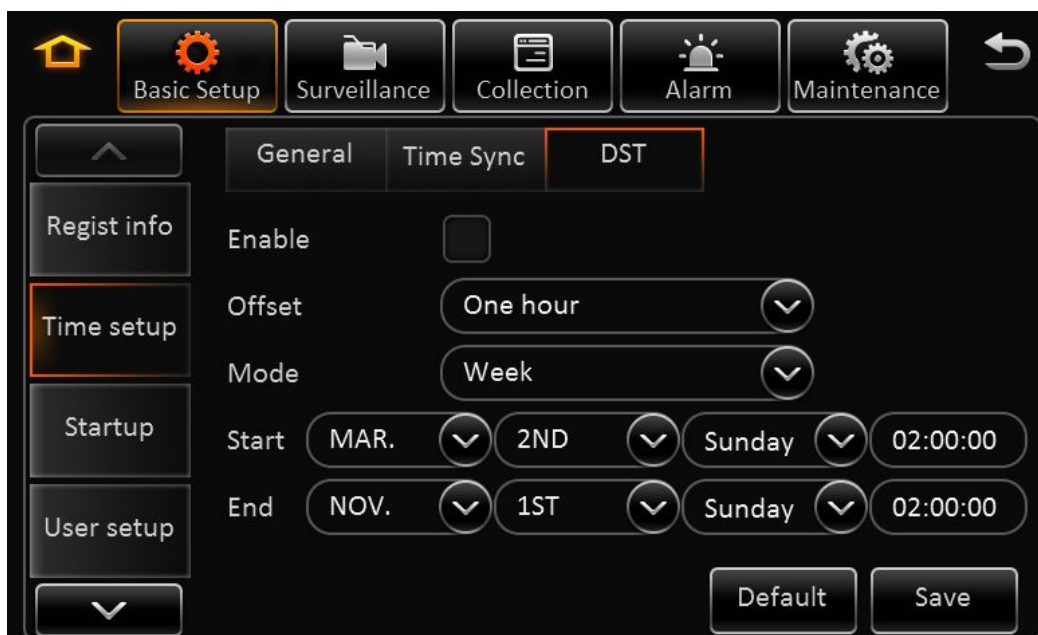 Basic Setup Surveillance Collection Alarm Maintenance
General Time Sync DST
Regist info
Enable
Offset One hour
Time setup
Mode Week
Startup
Start MAR. 2ND Sunday 02:00:00
End NOV. 1ST Sunday 02:00:00
User setup
Default Save